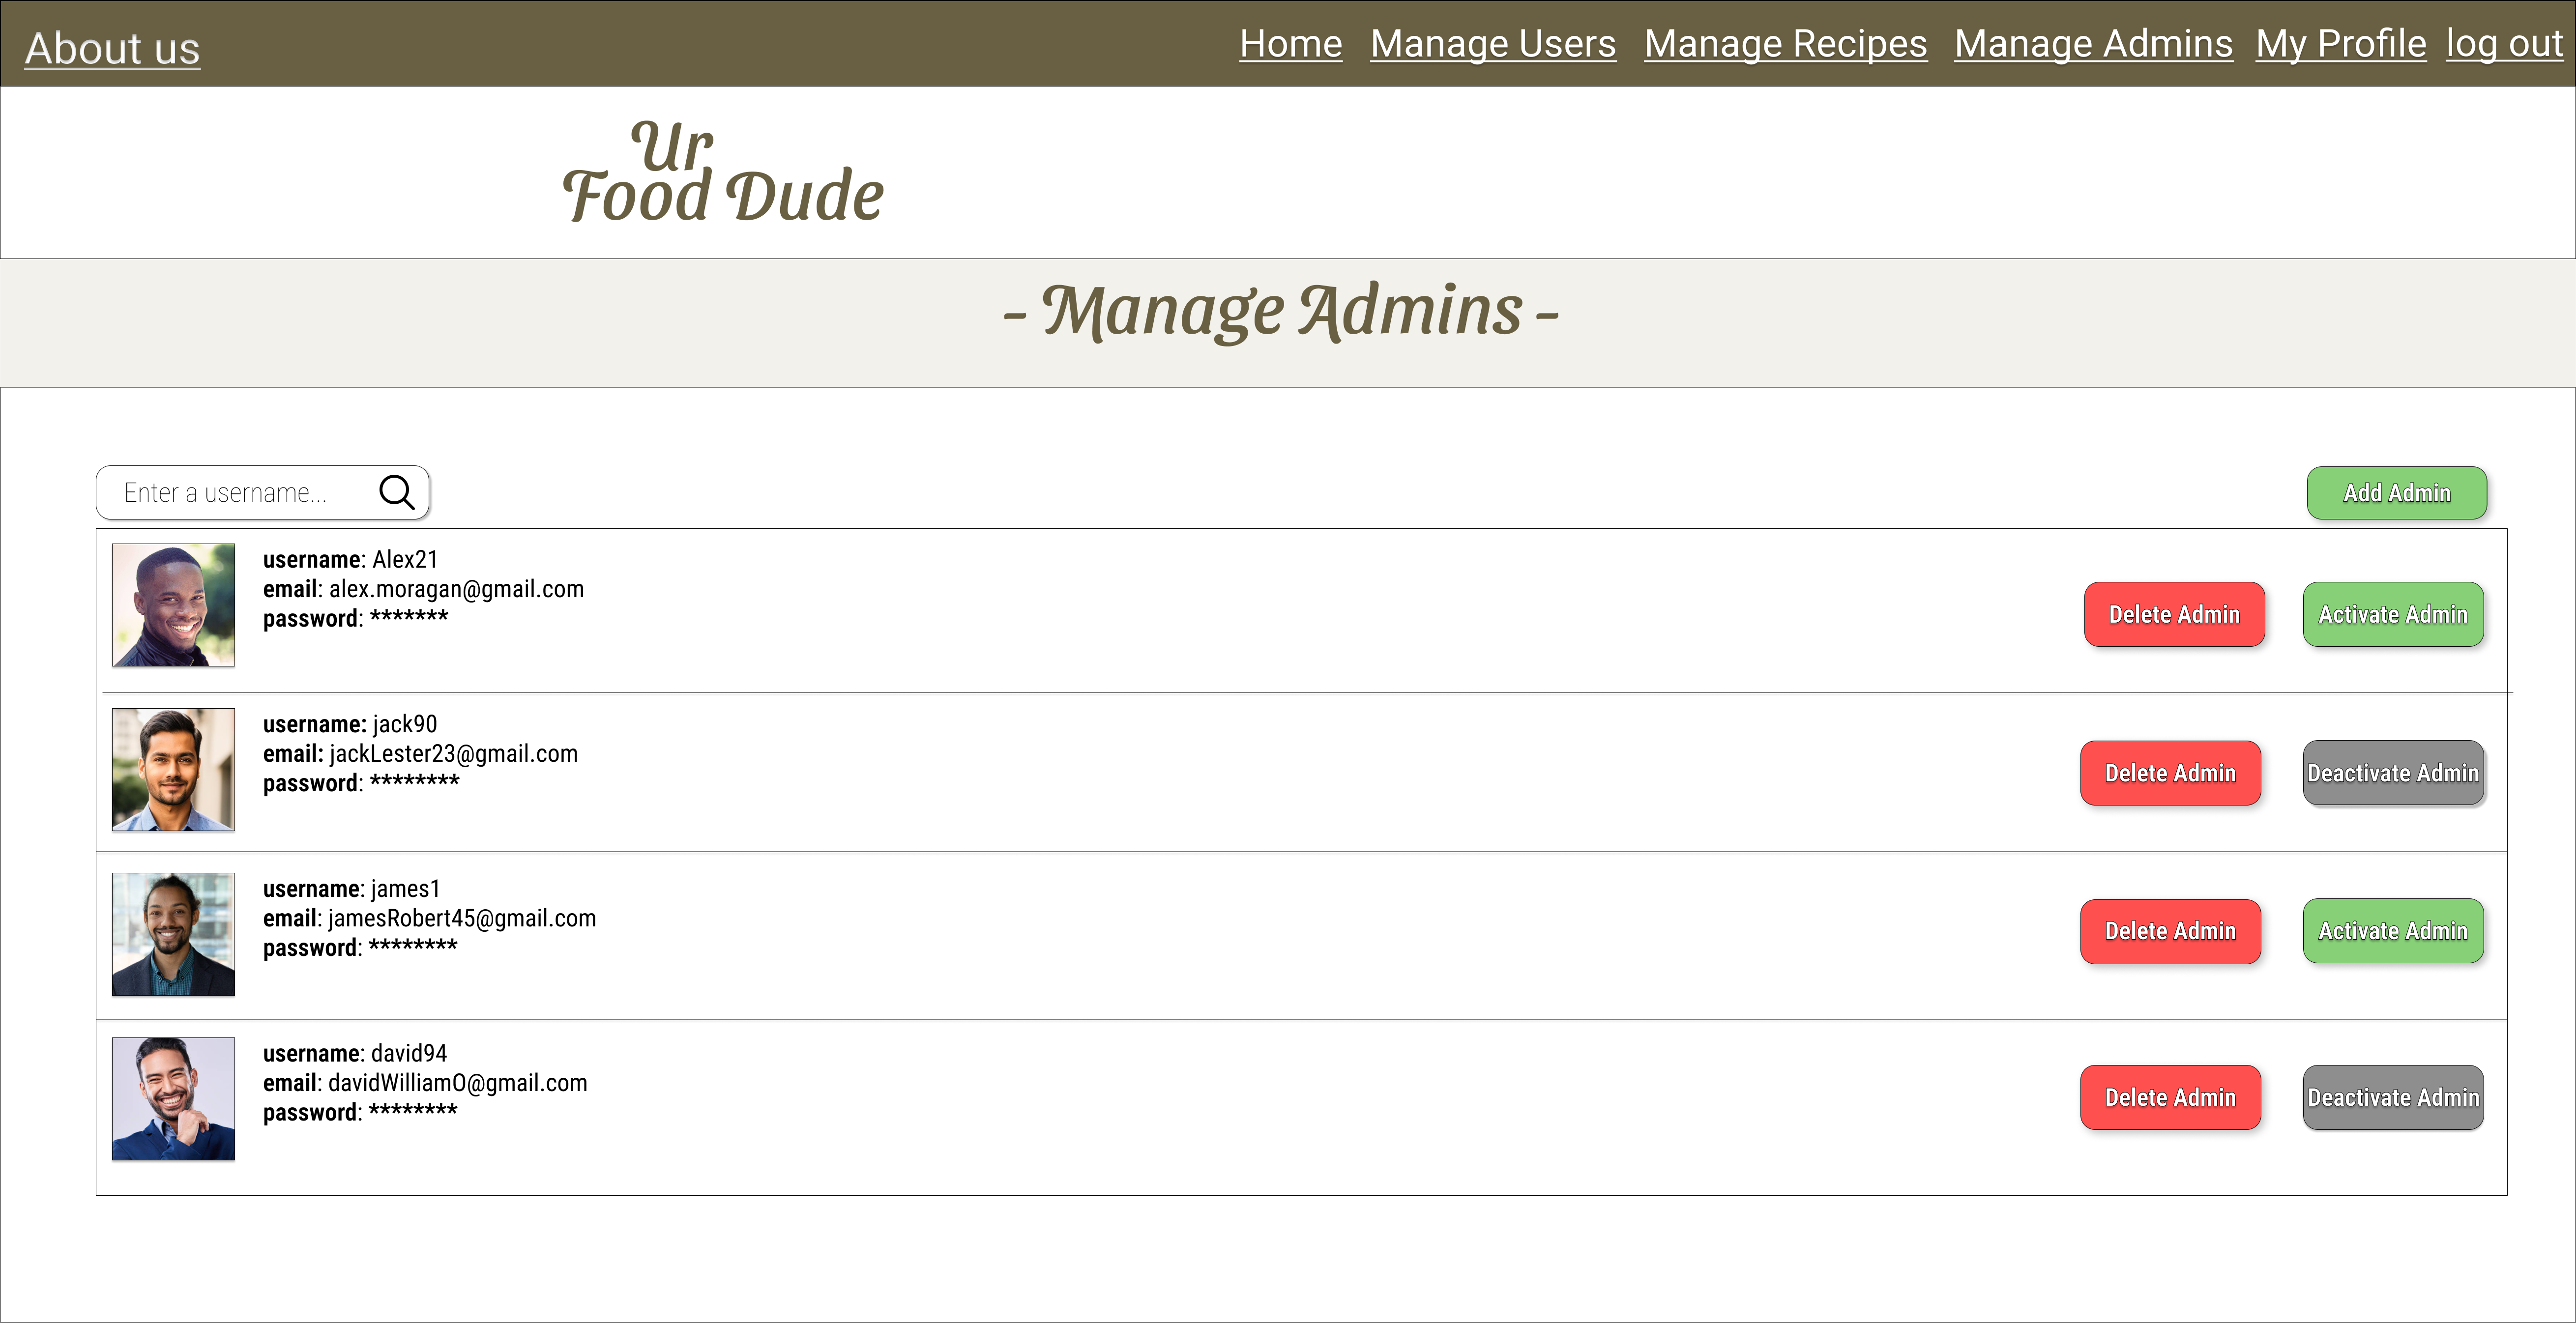 About us
Home Manage Users Manage Recipes Manage Admins My Profile log out
Ur
Food Dude
- Manage Admins -
Enter a username...
Add Admin
username: Alex21
email: alex.moragan@gmail.com
password: *******
Delete Admin
Activate Admin
username: jack90
email: jackLester23@gmail.com
password: ********
Delete Admin
Deactivate Admin
username: james1
email: jamesRobert45@gmail.com
password: ********
Delete Admin
Activate Admin
username: david94
email: davidWilliamO@gmail.com
password: ********
Delete Admin
Deactivate Admin